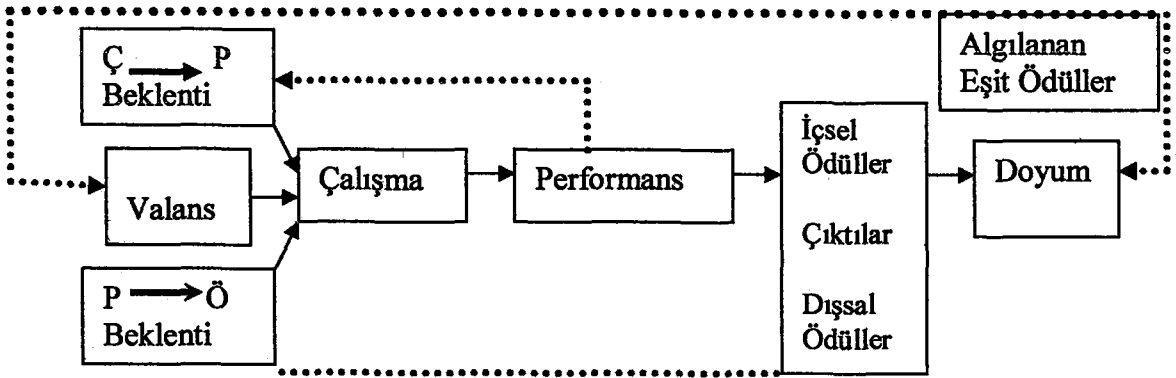 Ç → P
Beklenti
Valans
P → Ö
Beklenti
Çalışma
Performans
İçsel
Ödüller
Çıktılar
Dışsal
Ödüller
Algılanan
Eşit Ödüller
Doyum